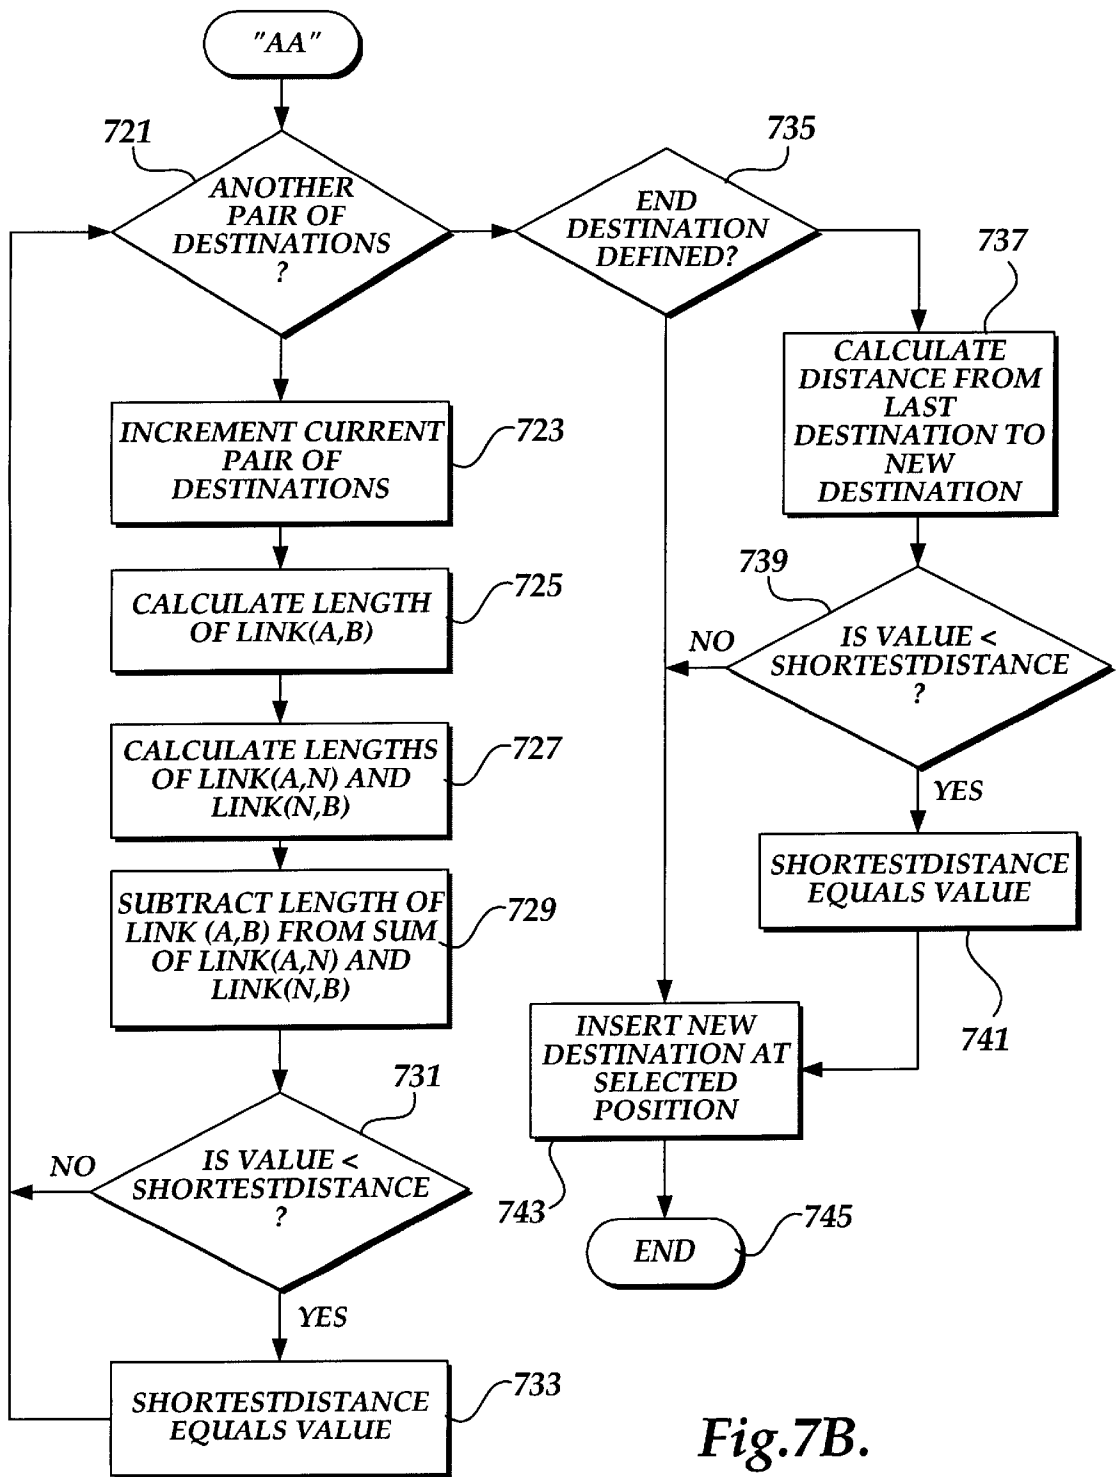 "AA"
721
ANOTHER
PAIR OF
DESTINATIONS
?
735
END
DESTINATION
DEFINED?
737
CALCULATE
DISTANCE FROM
LAST
DESTINATION TO
NEW
DESTINATION
INCREMENT CURRENT
PAIR OF
DESTINATIONS
723
CALCULATE LENGTH
OF LINK(A,B)
725
739
IS VALUE <
SHORTESTDISTANCE
?
NO
YES
CALCULATE LENGTHS
OF LINK(A,N) AND
LINK(N,B)
727
SHORTESTDISTANCE
EQUALS VALUE
741
SUBTRACT LENGTH OF
LINK (A,B) FROM SUM
OF LINK(A,N) AND
LINK(N,B)
729
INSERT NEW
DESTINATION AT
SELECTED
POSITION
743
731
IS VALUE <
SHORTESTDISTANCE
?
NO
YES
END
745
SHORTESTDISTANCE
EQUALS VALUE
733
Fig.7B.